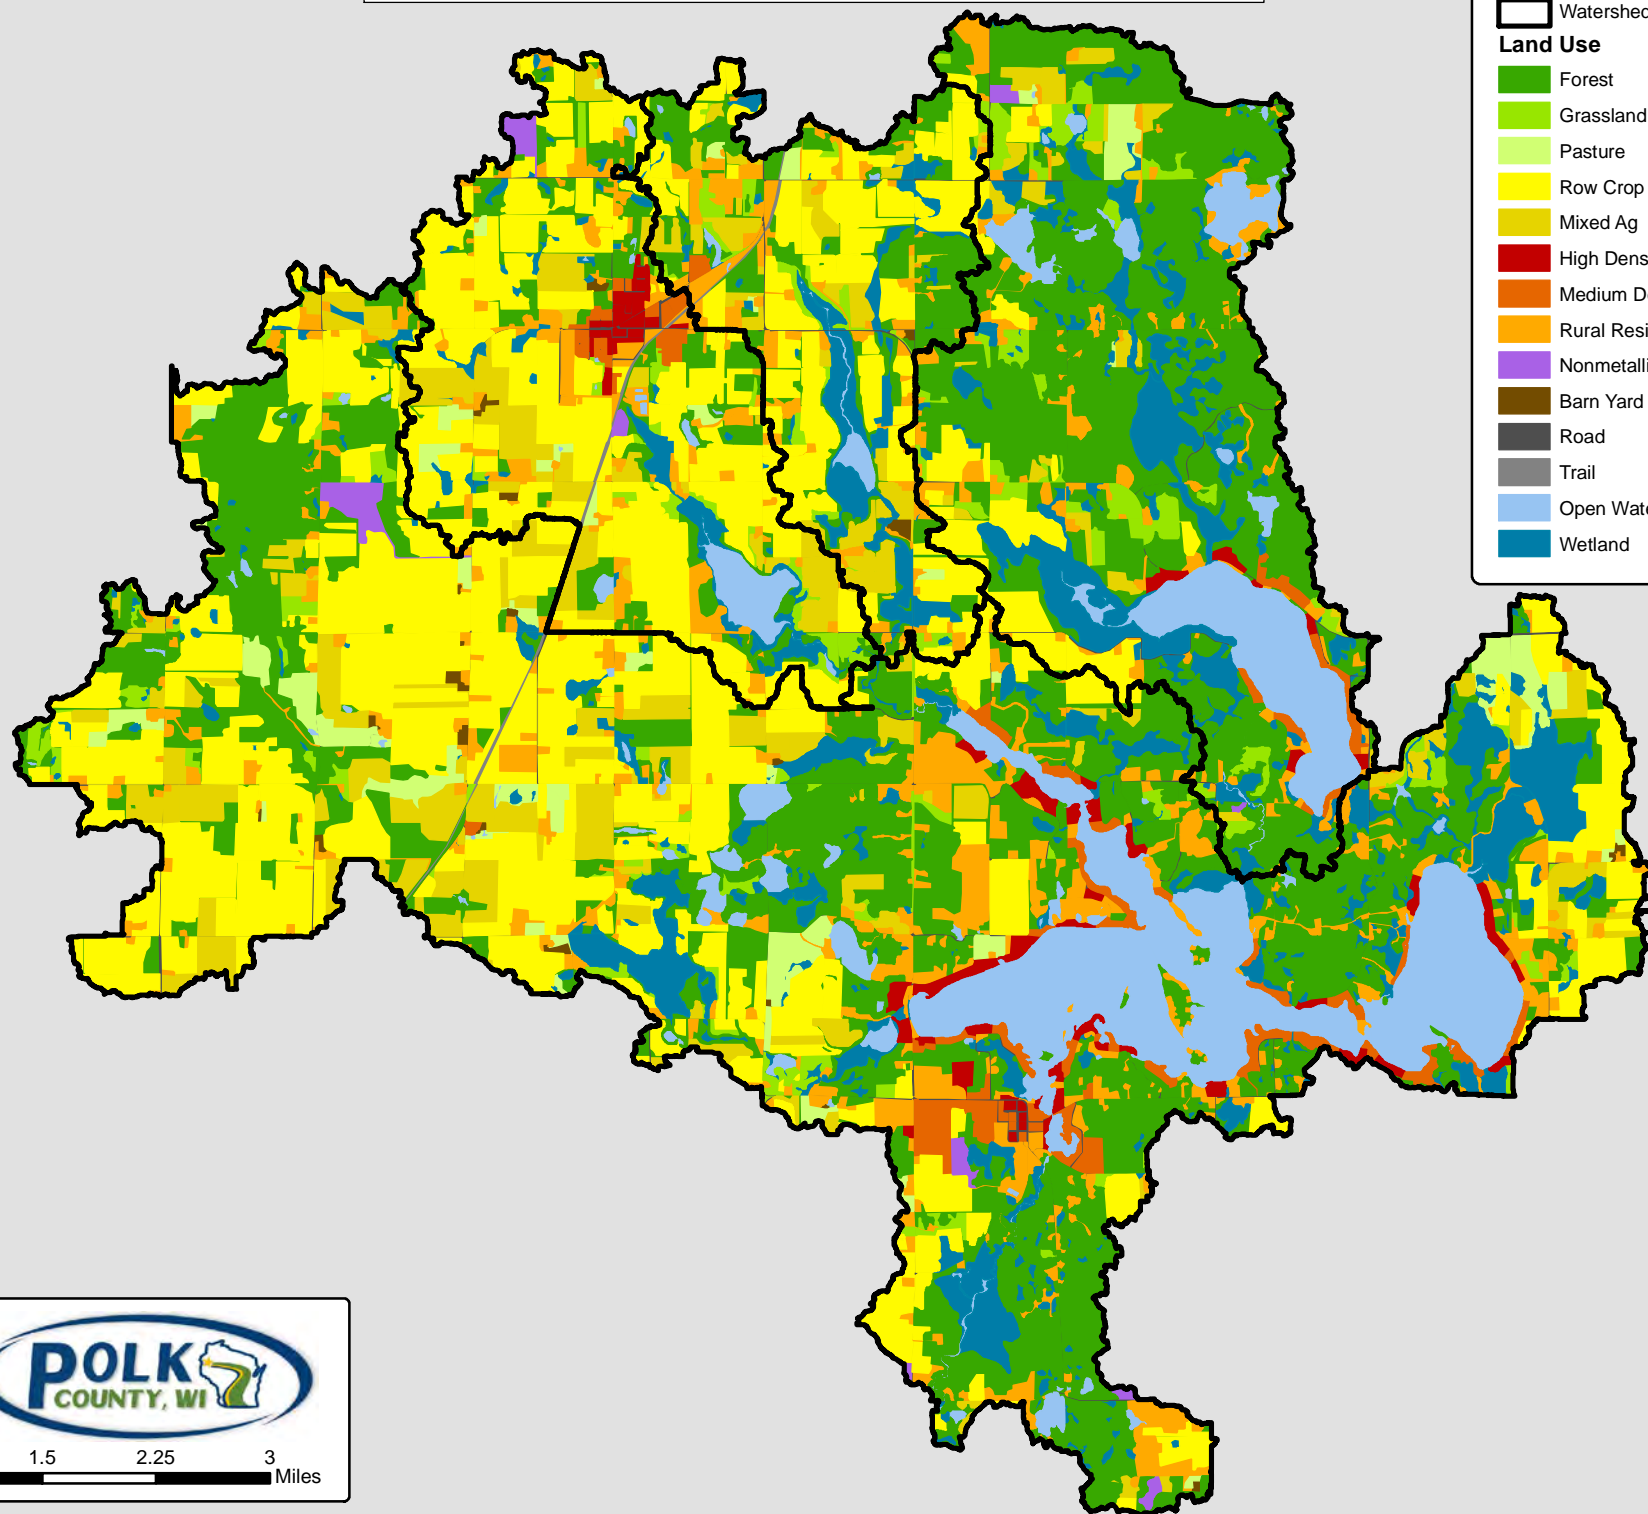 Watershed
Land Use
Forest
Grassland
Pasture
Row Crop
Mixed Ag
High Dens
Medium D
Rural Resi
Nonmetalli
Barn Yard
Road
Trail
Open Wate
Wetland
POLK
COUNTY, WI
1.5 2.25 3
Miles